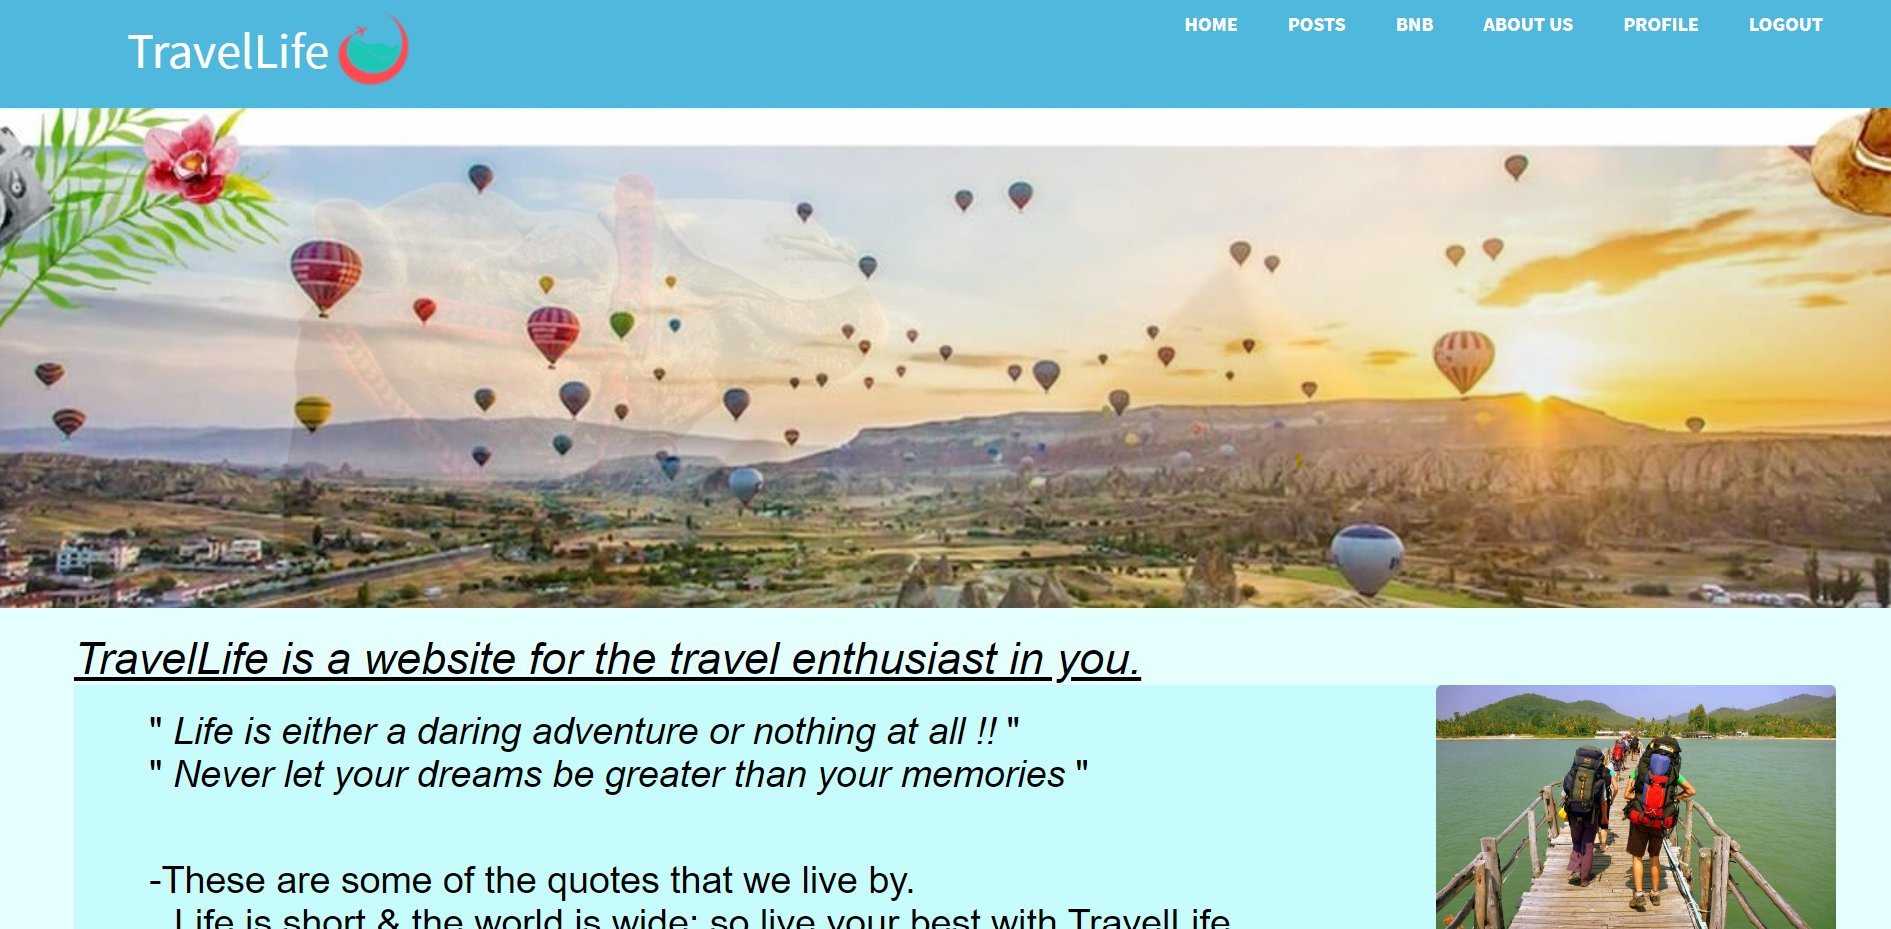 TravelLife
HOME POSTS BNB ABOUT US PROFILE LOGOUT
TravelLife is a website for the travel enthusiast in you.
" Life is either a daring adventure or nothing at all !! "
" Never let your dreams be greater than your memories "
-These are some of the quotes that we live by.
Life is short & the world is wide; so live your best with TravelLife